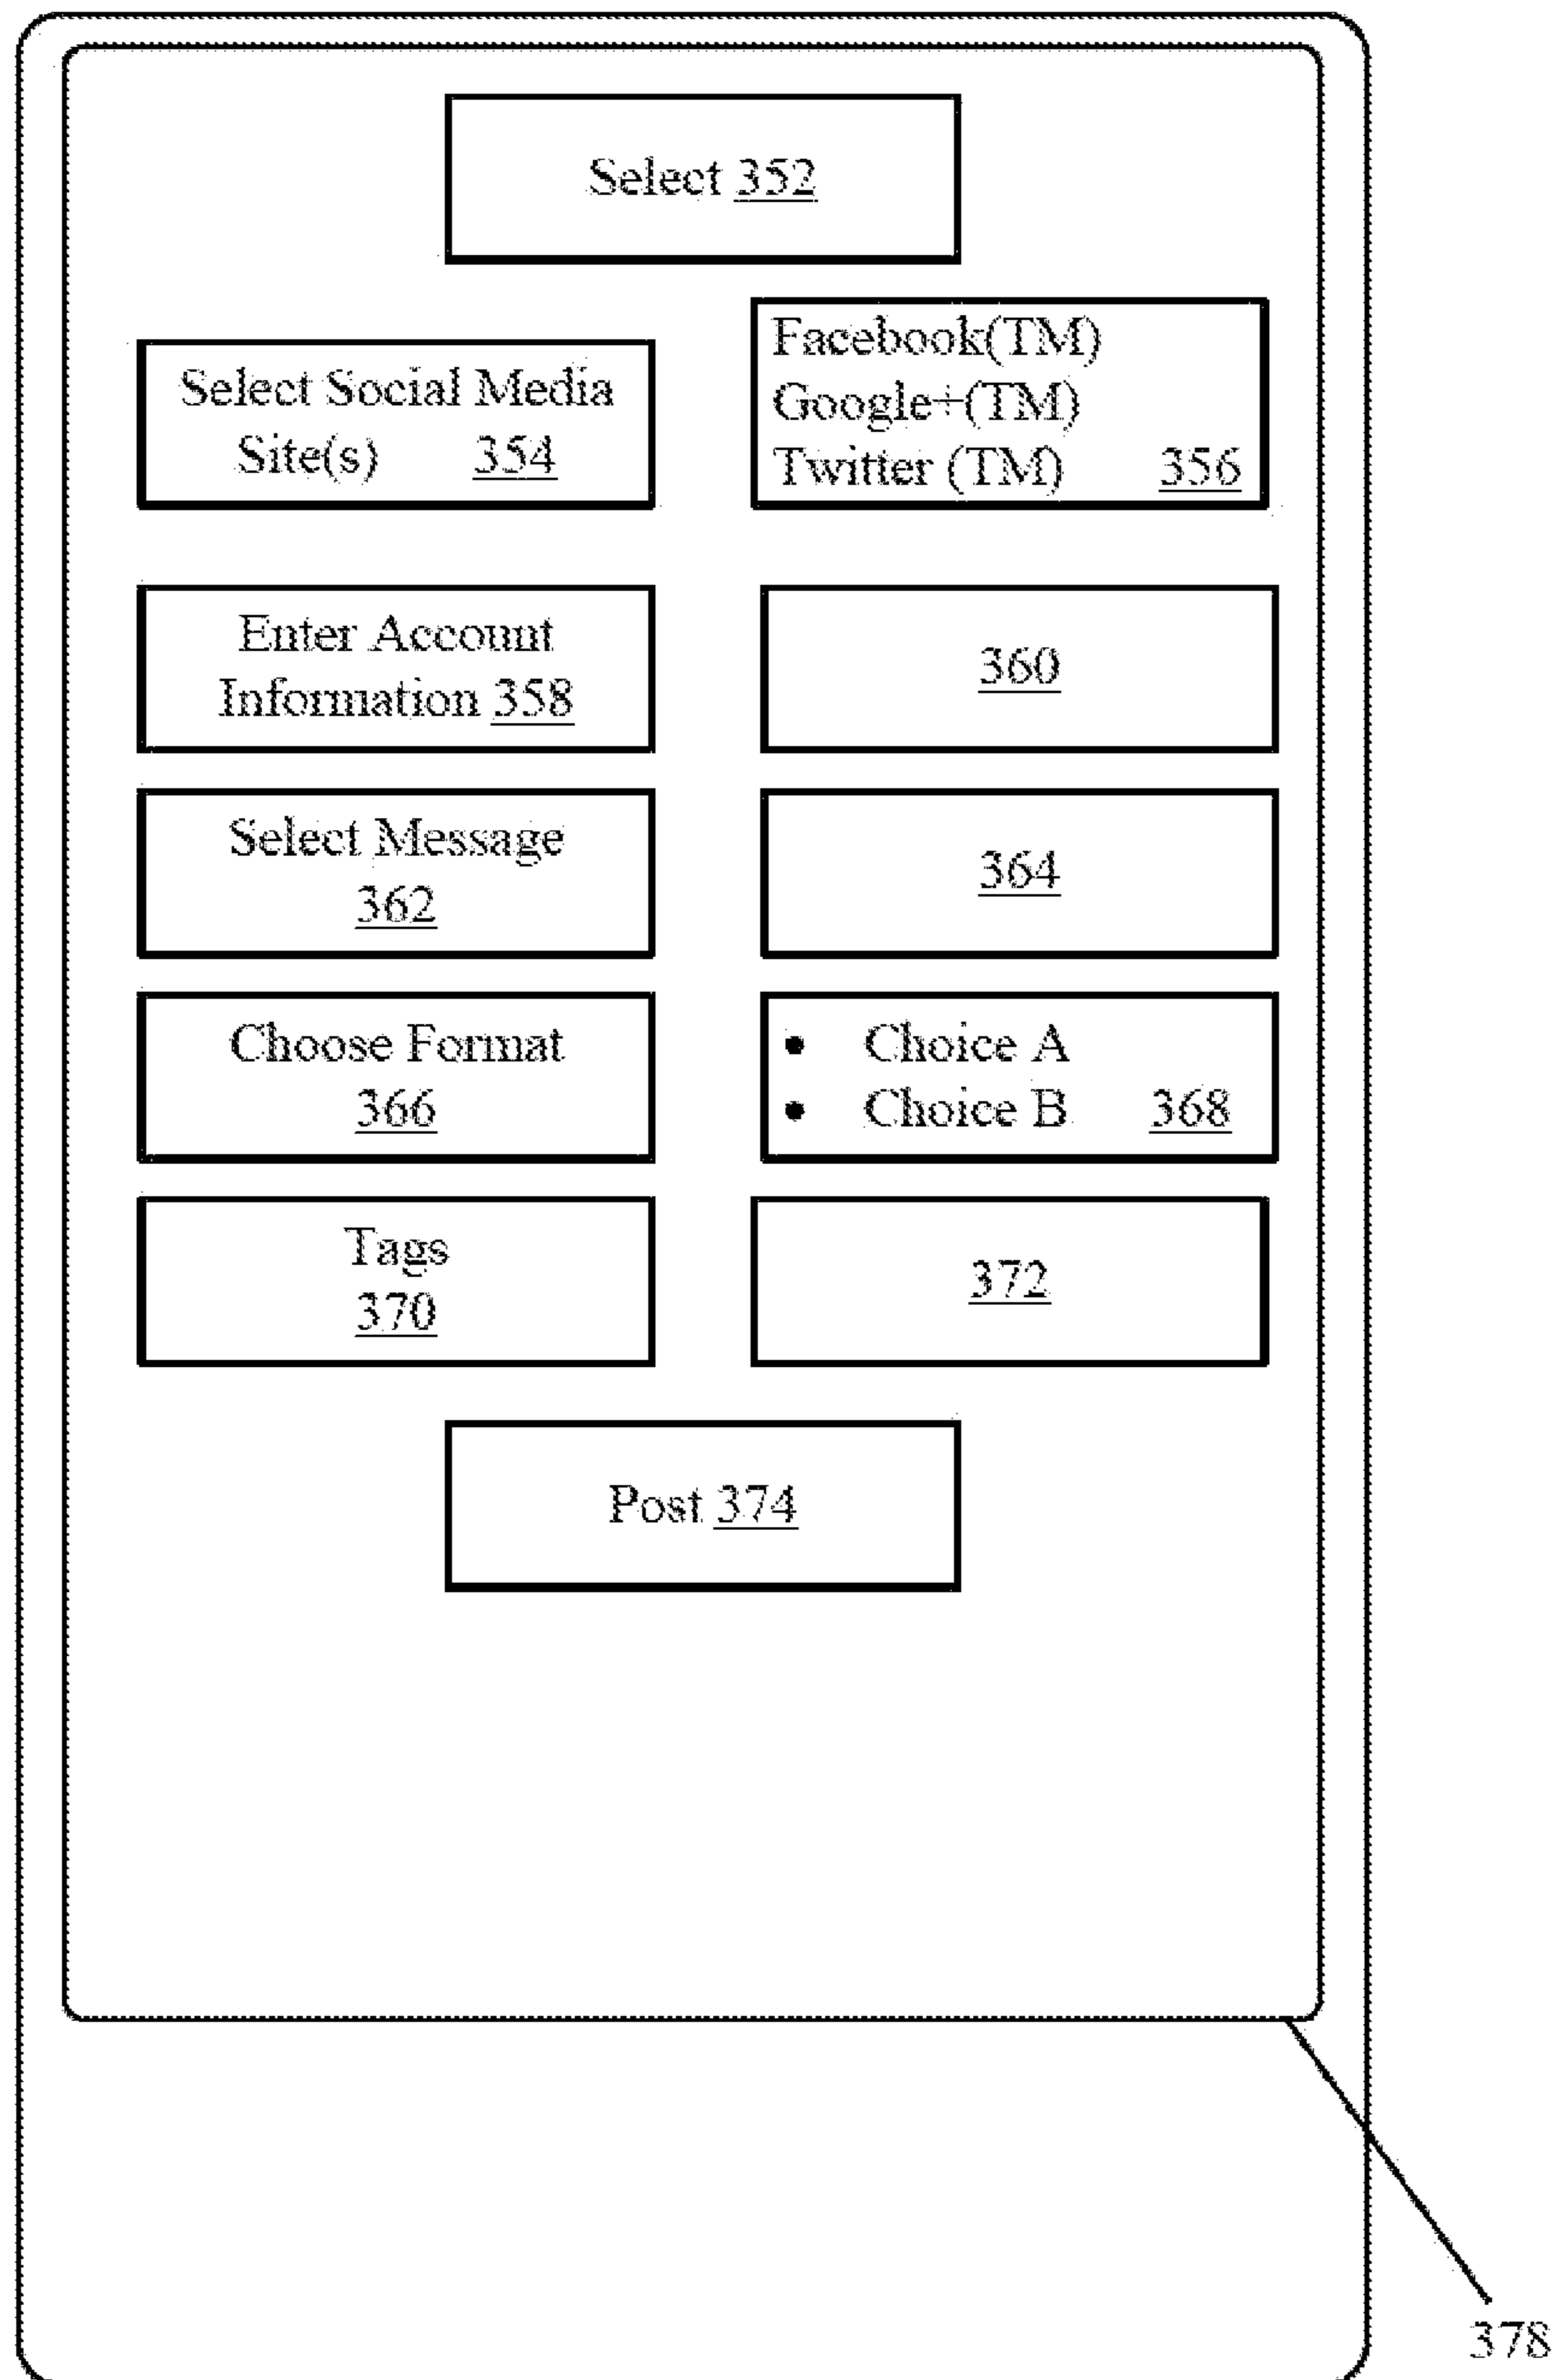 Select 352
Select Social Media
Site(s) 354
Facebook(TM)
Google+(TM)
Twitter (TM) 356
Enter Account
Information 358
360
Select Message
362
364
Choose Format
366
• Choice A
• Choice B 368
Tags
370
372
Post 374
378